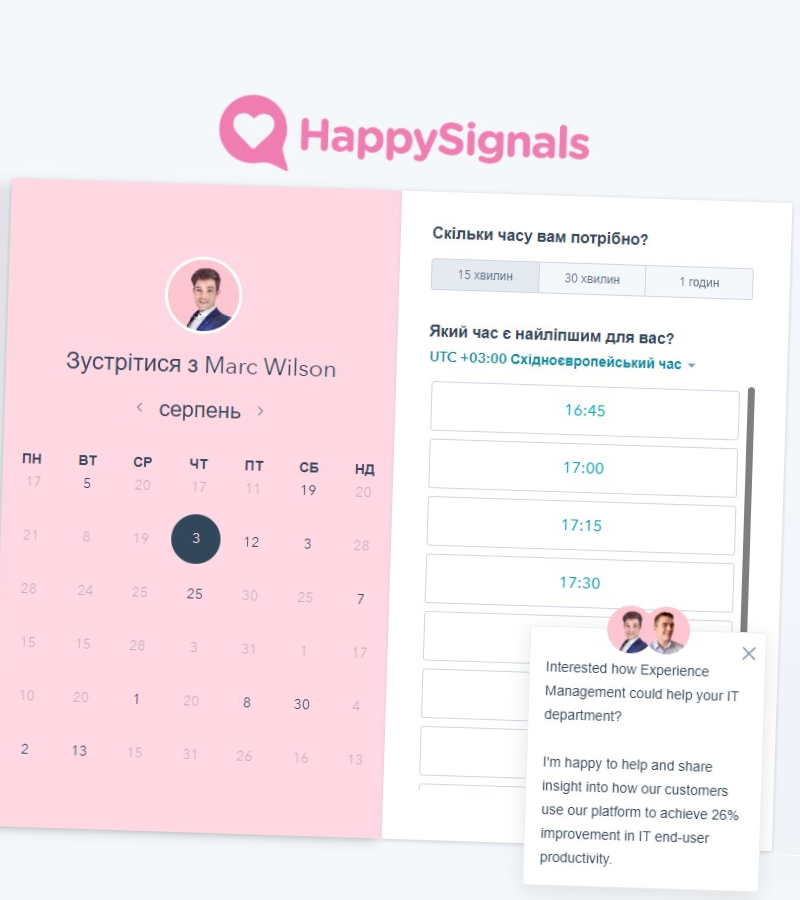 HappySignals
Зустрітися з Marc Wilson
серпень
ПН ВТ СР ЧТ ПТ СБ НД
17 5 20 17 11 19 20
21 8 19 3 12 3 28
28 24 25 25 30 25 7
15 15 28 3 31 1 17
10 20 1 20 8 30 4
2 13 15 31 26 16 13
Скільки часу вам потрібно?
15 хвилин 30 хвилин 1 годин
Який час є найліпшим для вас?
UTC +03:00 Східноєвропейський час
16:45
17:00
17:15
17:30
Interested how Experience
Management could help your IT
department?
I'm happy to help and share
insight into how our customers
use our platform to achieve 26%
improvement in IT end-user
productivity.